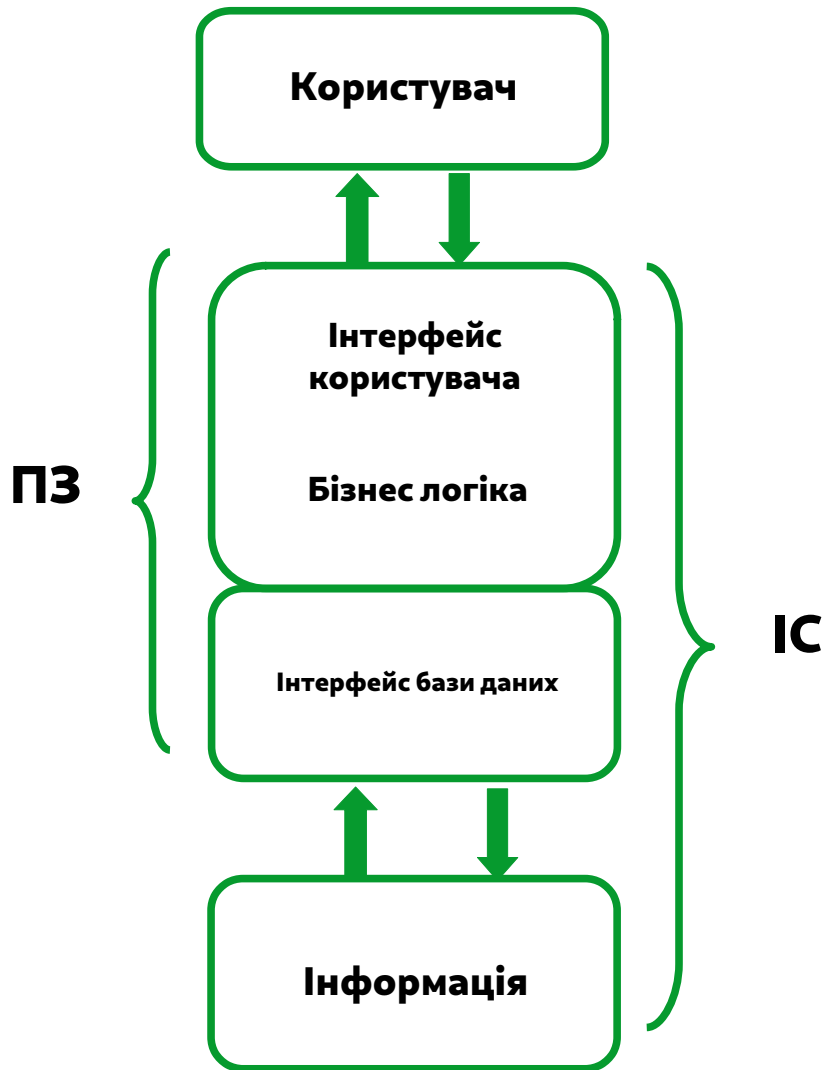 Користувач
Інтерфейс
користувача
ПЗ
Бізнес логіка
ІС
Інтерфейс бази даних
Інформація